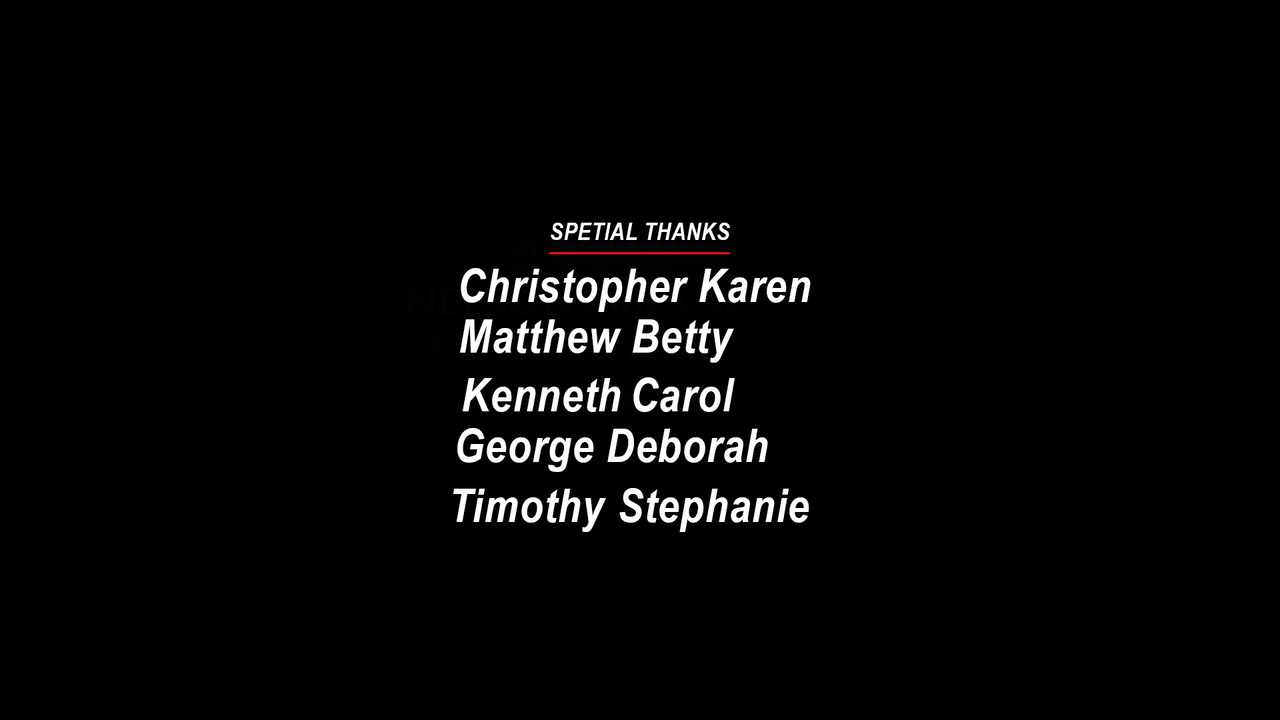 SPETIAL THANKS
Christopher Karen
Matthew Betty
Kenneth Carol
George Deborah
Timothy Stephanie